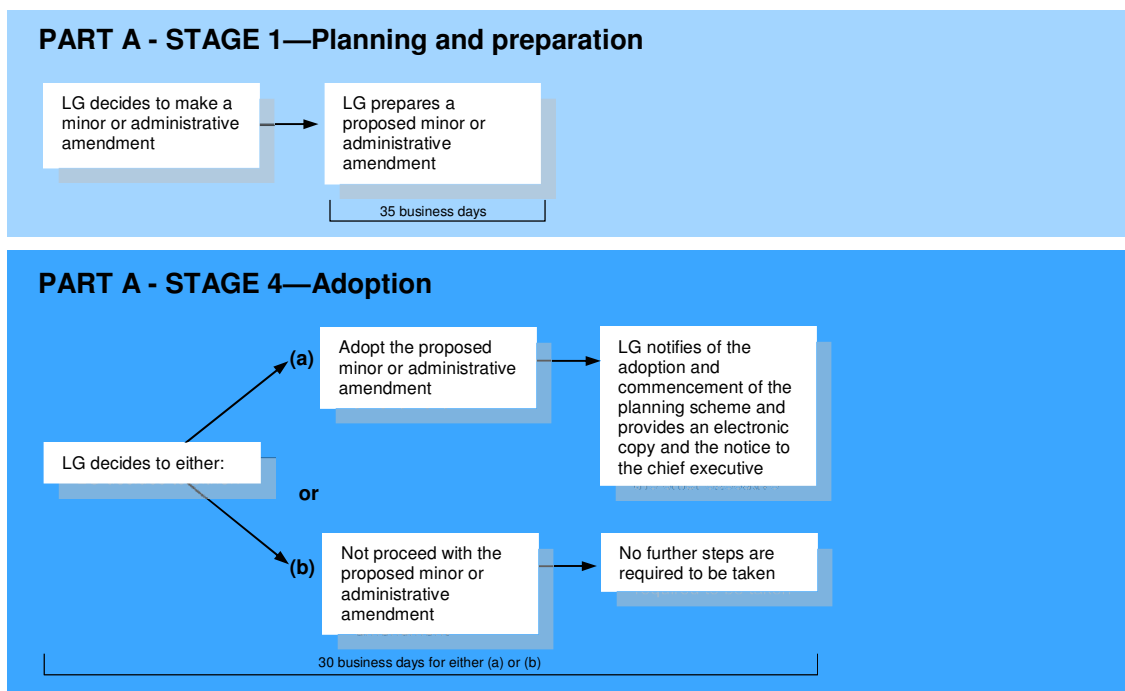 PART A - STAGE 1—Planning and preparation
LG decides to make a
minor or administrative
amendment
LG prepares a
proposed minor or
administrative
amendment
35 business days
PART A - STAGE 4—Adoption
LG decides to either:
(a)
Adopt the proposed
minor or administrative
amendment
LG notifies of the
adoption and
commencement of the
planning scheme and
provides an electronic
copy and the notice to
the chief executive
or
(b)
Not proceed with the
proposed minor or
administrative
amendment
No further steps are
required to be taken
30 business days for either (a) or (b)